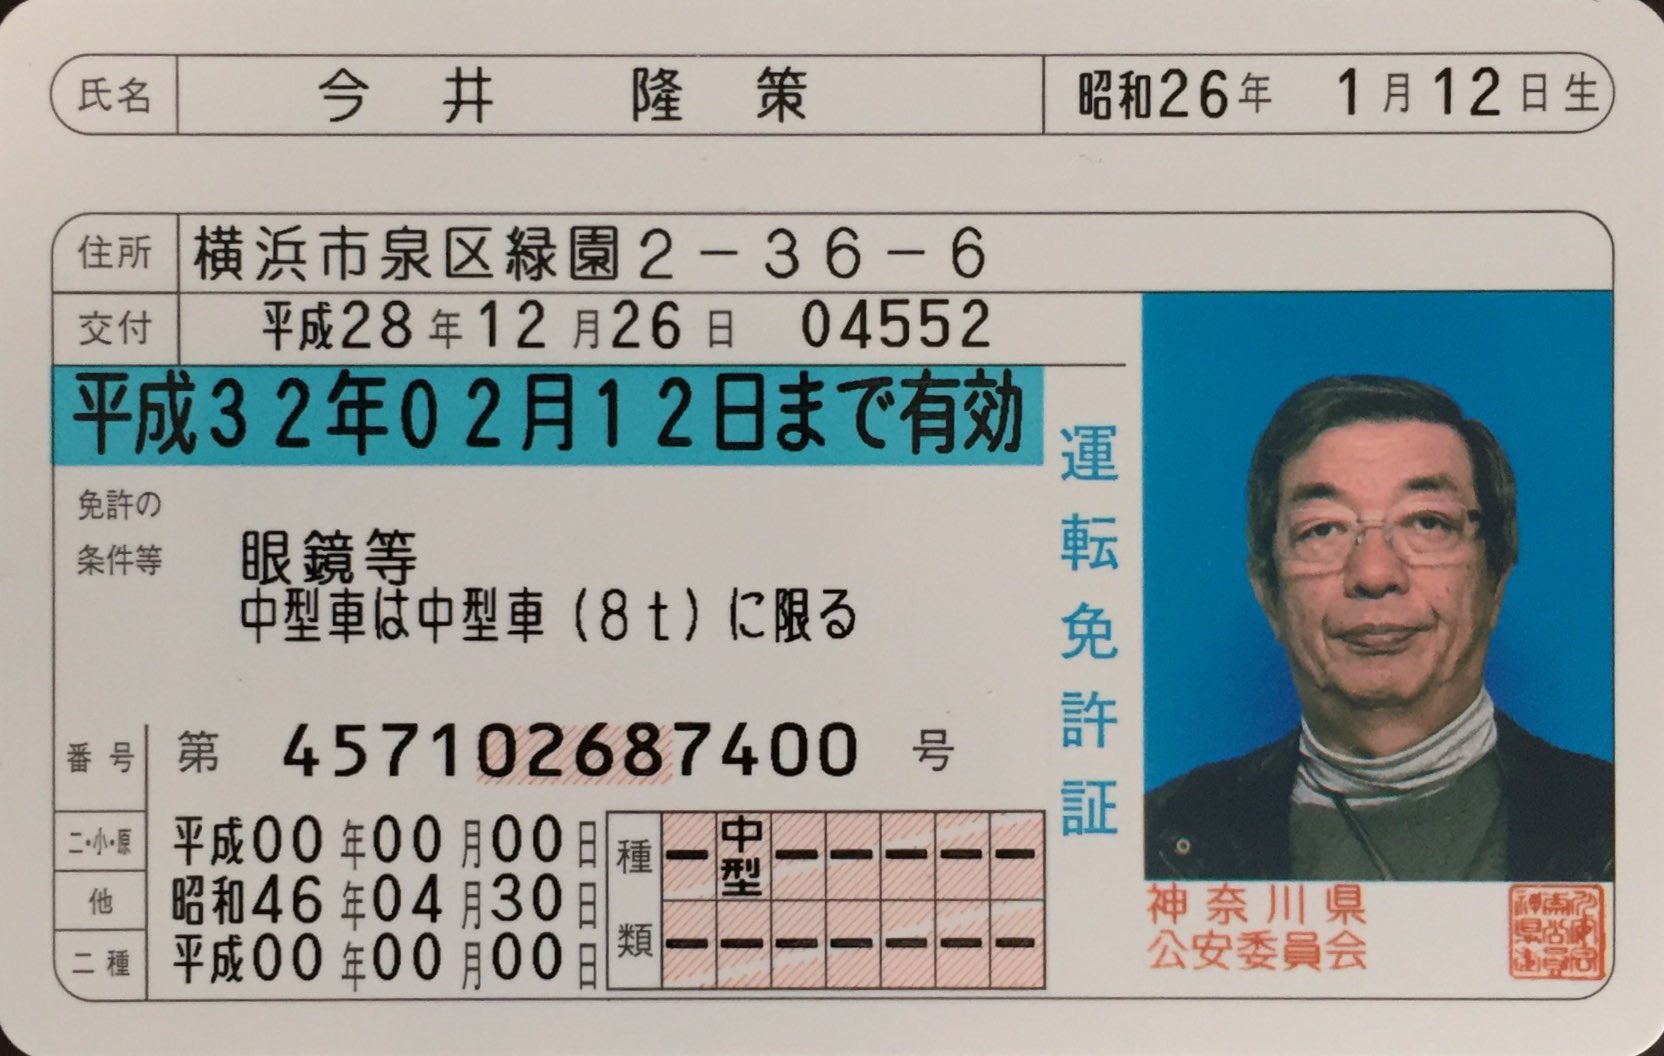 氏名 今井 隆策 昭和26年 1月12日生
住所 横浜市泉区緑園2-36-6
交付 平成28年12月26日 04552
平成32年02月12日まで有効
免許の
条件等
眼鏡等
中型車は中型車(8t)に限る
運転免許証
番号 第 457102687400 号
二・小・原 平成00年00月00日
他 昭和46年04月30日
二種 平成00年00月00日
種類
中型
神奈川県
公安委員会